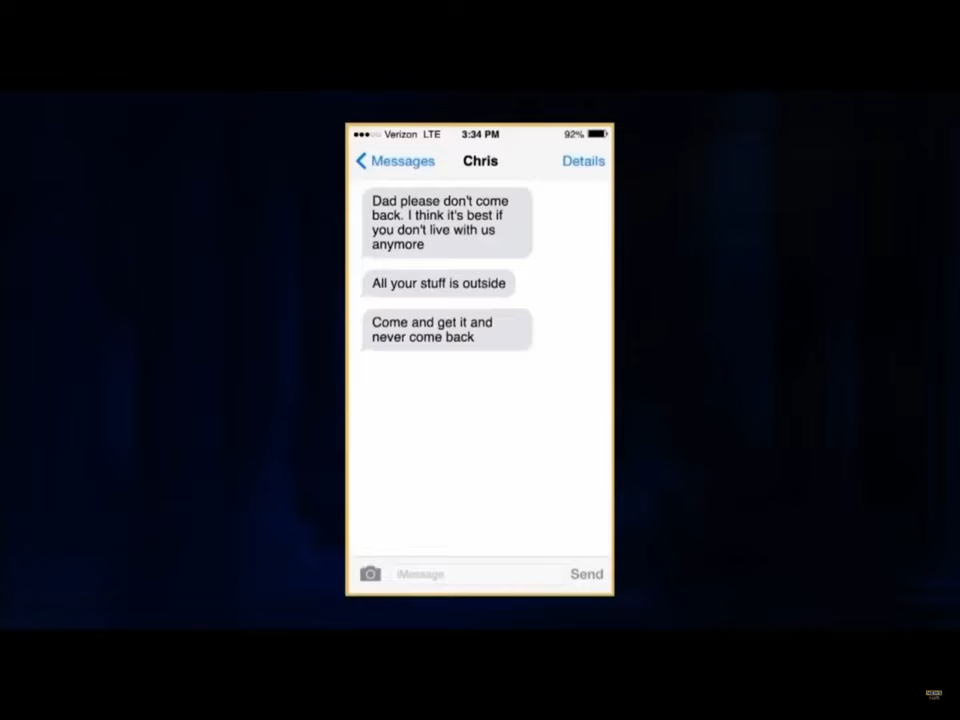 Verizon LTE 3:34 PM 92%
Messages Chris Details
Dad please don't come
back. I think it's best if
you don't live with us
anymore
All your stuff is outside
Come and get it and
never come back
iMessage Send
NEWS